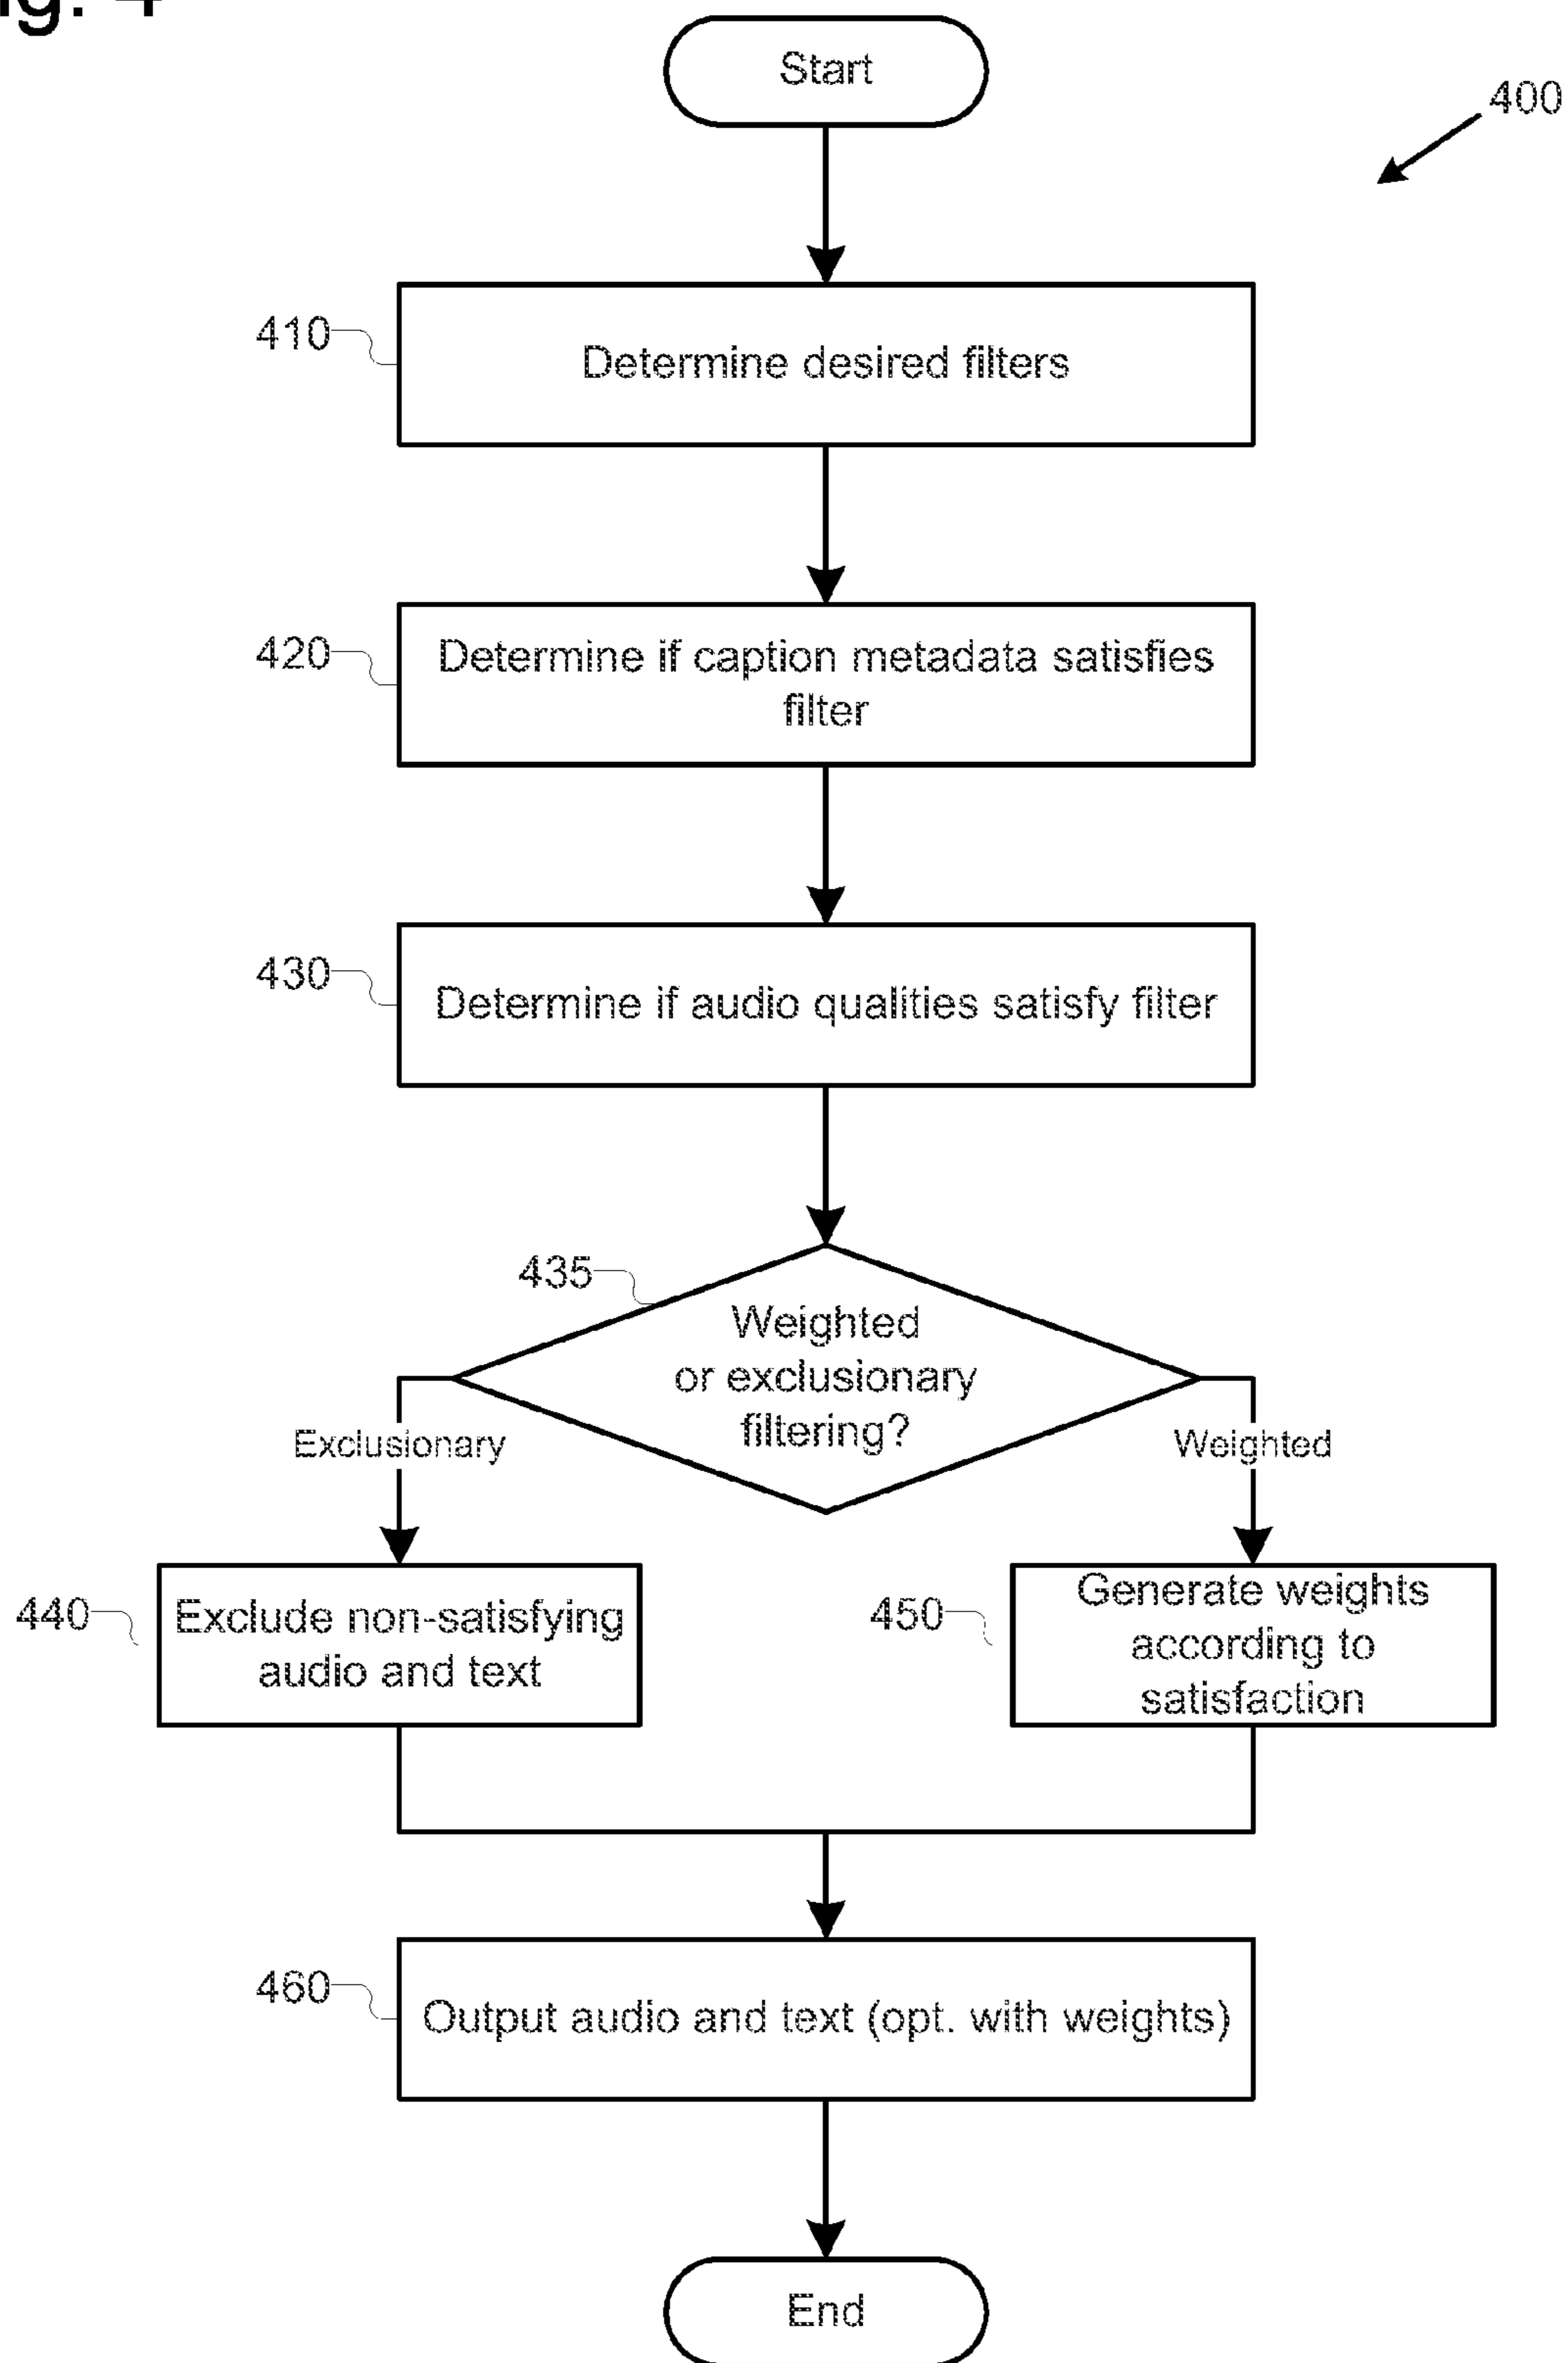 ig. 4
Start
400
410
Determine desired filters
420
Determine if caption metadata satisfies
filter
430
Determine if audio qualities satisfy filter
435
Weighted
or exclusionary
filtering?
Exclusionary
Weighted
440
Exclude non-satisfying
audio and text
450
Generate weights
according to
satisfaction
460
Output audio and text (opt. with weights)
End